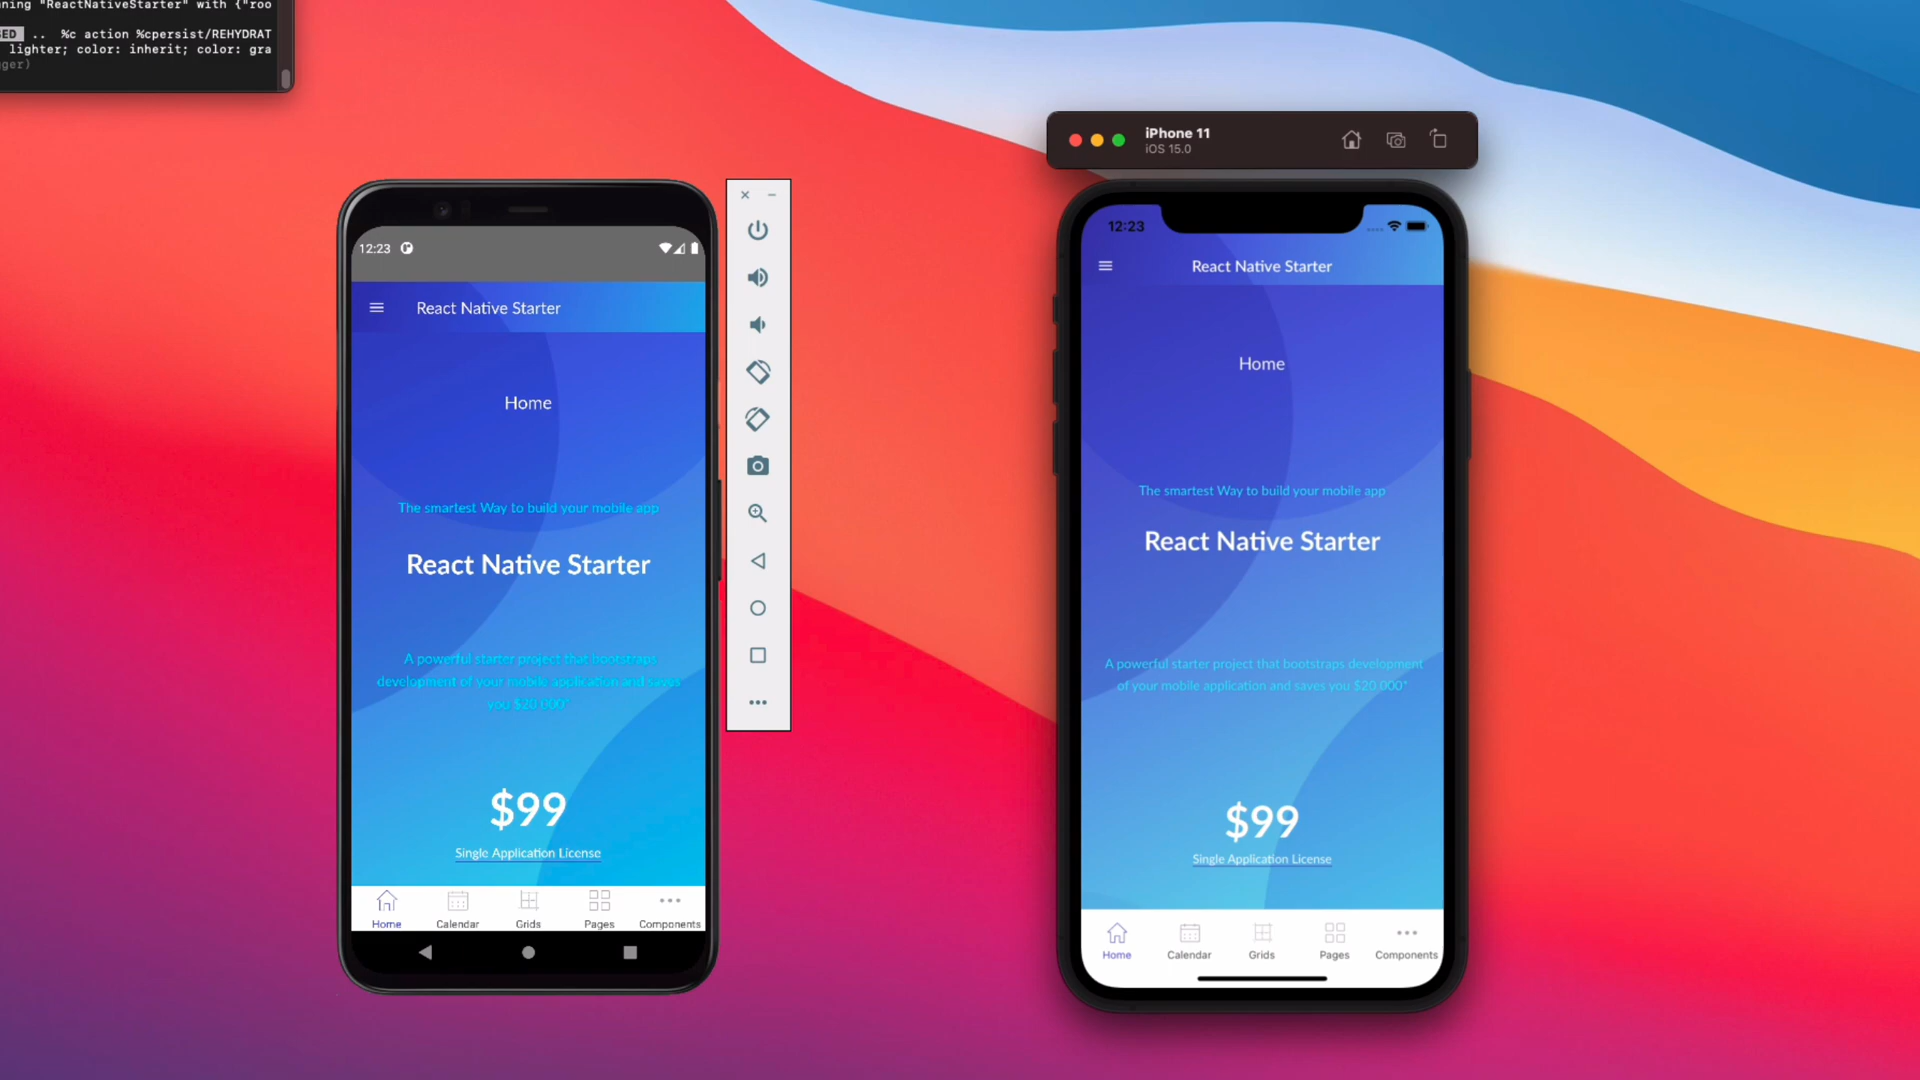 ning "ReactNativeStarter" with {"roo
SED .. %c action %cpersist/REHYDRAT
lighter; color: inherit; color: gra
gger)
12:23
React Native Starter
Home
The smartest Way to build your mobile app
React Native Starter
A powerful starter project that bootstraps
development of your mobile application and saves
you $20 000*
$99
Single Application License
Home
Calendar
Grids
Pages
Components
iPhone 11
iOS 15.0
12:23
React Native Starter
Home
The smartest Way to build your mobile app
React Native Starter
A powerful starter project that bootstraps development
of your mobile application and saves you $20 000*
$99
Single Application License
Home
Calendar
Grids
Pages
Components